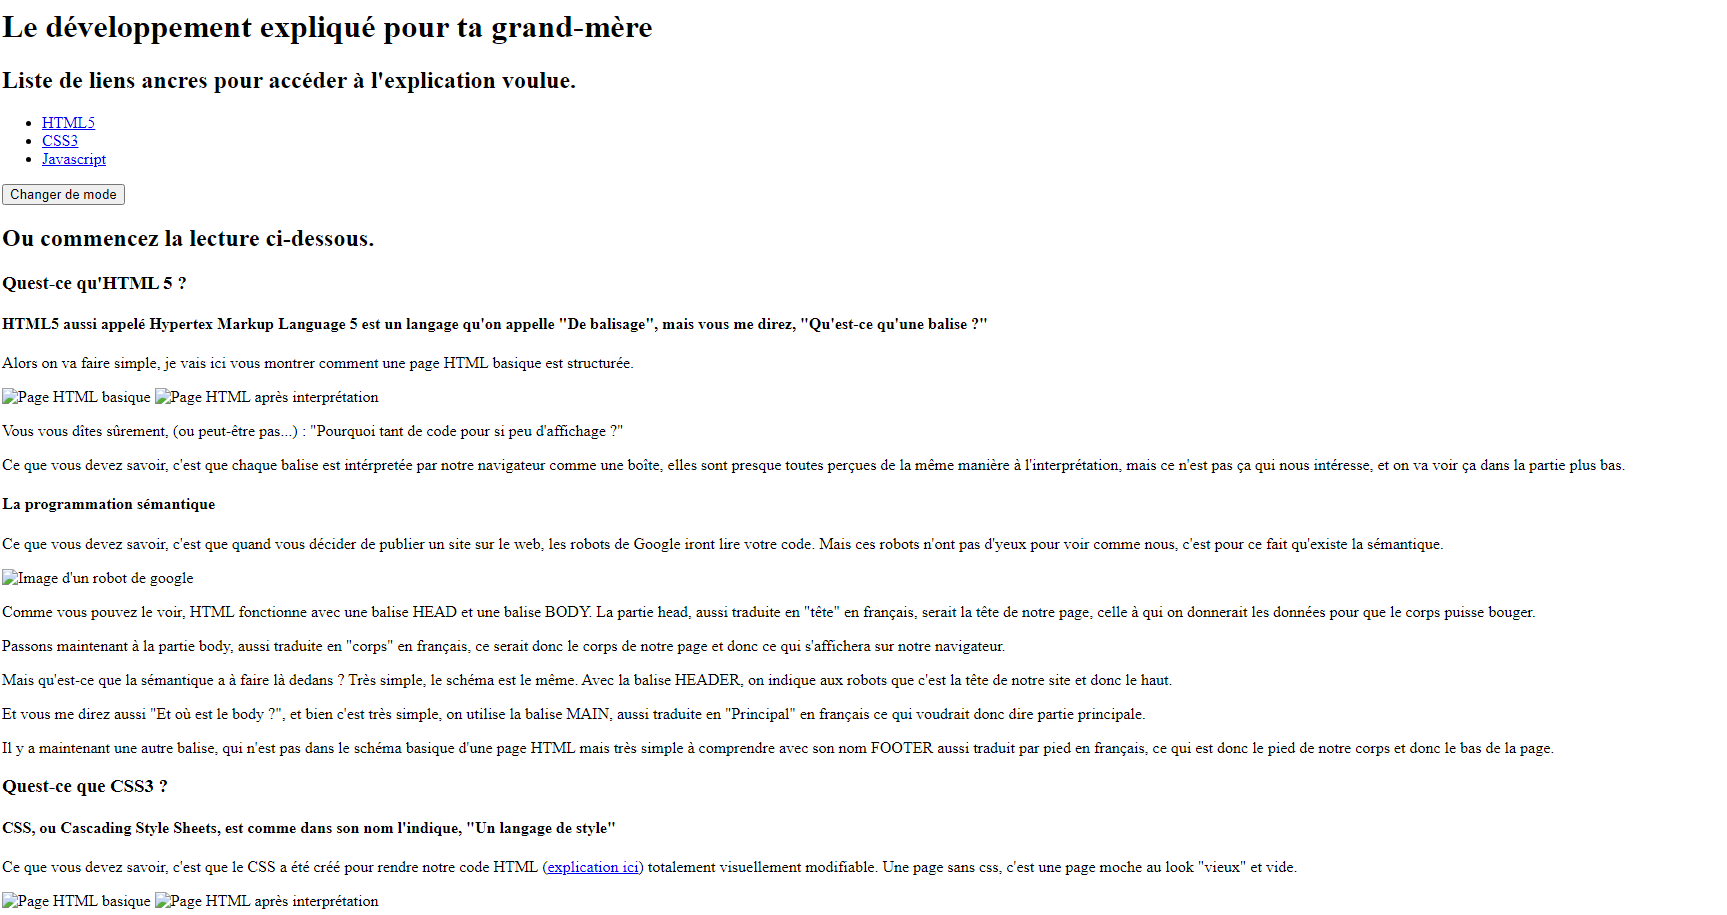 Le développement expliqué pour ta grand-mère
Liste de liens ancres pour accéder à l'explication voulue.
HTML5
CSS3
Javascript
Changer de mode
Ou commencez la lecture ci-dessous.
Quest-ce qu'HTML 5 ?
HTML5 aussi appelé Hypertex Markup Language 5 est un langage qu'on appelle "De balisage", mais vous me direz, "Qu'est-ce qu'une balise ?"
Alors on va faire simple, je vais ici vous montrer comment une page HTML basique est structurée.
Page HTML basique Page HTML après interprétation
Vous vous dîtes sûrement, (ou peut-être pas...) : "Pourquoi tant de code pour si peu d'affichage ?"
Ce que vous devez savoir, c'est que chaque balise est intérpretée par notre navigateur comme une boîte, elles sont presque toutes perçues de la même manière à l'interprétation, mais ce n'est pas ça qui nous intéresse, et on va voir ça dans la partie plus bas.
La programmation sémantique
Ce que vous devez savoir, c'est que quand vous décider de publier un site sur le web, les robots de Google iront lire votre code. Mais ces robots n'ont pas d'yeux pour voir comme nous, c'est pour ce fait qu'existe la sémantique.
Image d'un robot de google
Comme vous pouvez le voir, HTML fonctionne avec une balise HEAD et une balise BODY. La partie head, aussi traduite en "tête" en français, serait la tête de notre page, celle à qui on donnerait les données pour que le corps puisse bouger.
Passons maintenant à la partie body, aussi traduite en "corps" en français, ce serait donc le corps de notre page et donc ce qui s'affichera sur notre navigateur.
Mais qu'est-ce que la sémantique a à faire là dedans ? Très simple, le schéma est le même. Avec la balise HEADER, on indique aux robots que c'est la tête de notre site et donc le haut.
Et vous me direz aussi "Et où est le body ?", et bien c'est très simple, on utilise la balise MAIN, aussi traduite en "Principal" en français ce qui voudrait donc dire partie principale.
Il y a maintenant une autre balise, qui n'est pas dans le schéma basique d'une page HTML mais très simple à comprendre avec son nom FOOTER aussi traduit par pied en français, ce qui est donc le pied de notre corps et donc le bas de la page.
Quest-ce que CSS3 ?
CSS, ou Cascading Style Sheets, est comme dans son nom l'indique, "Un langage de style"
Ce que vous devez savoir, c'est que le CSS a été créé pour rendre notre code HTML (explication ici) totalement visuellement modifiable. Une page sans css, c'est une page moche au look "vieux" et vide.
Page HTML basique Page HTML après interprétation